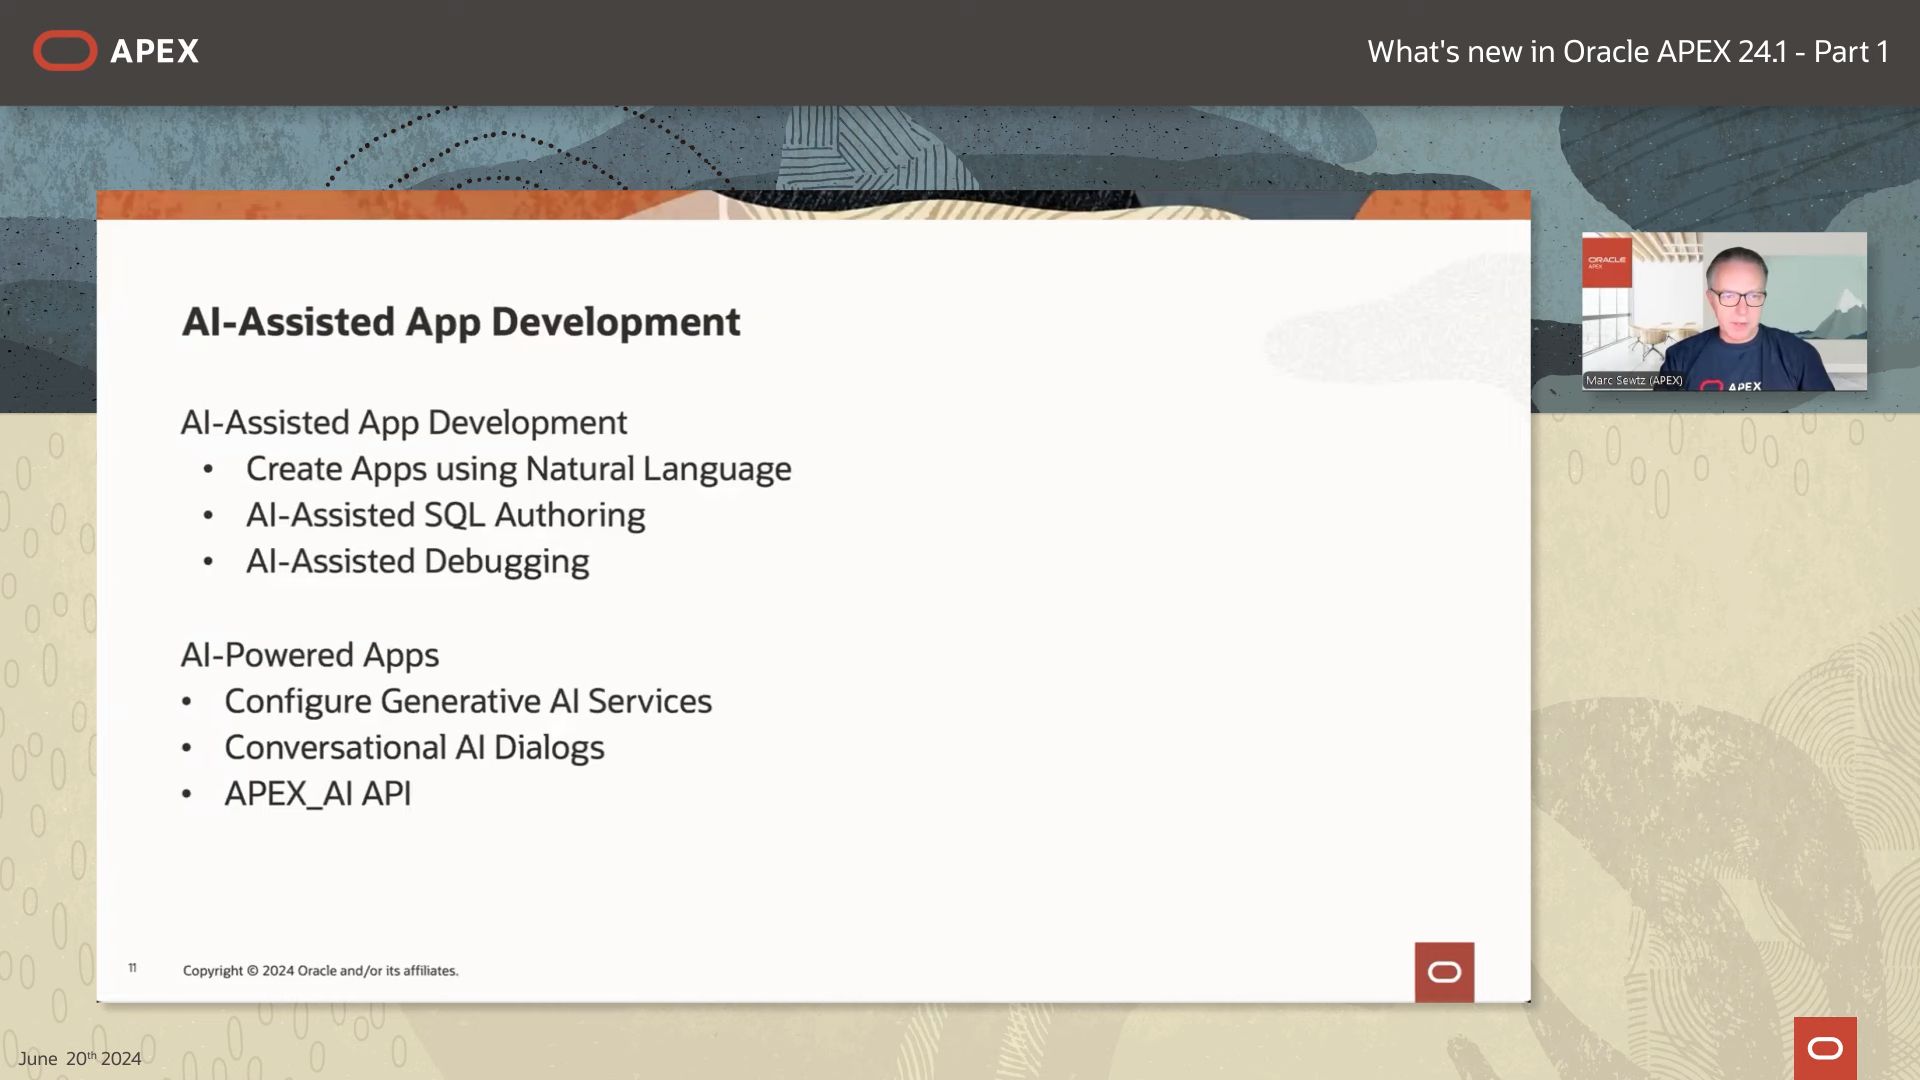 APEX
What's new in Oracle APEX 24.1 - Part 1
ORACLE
APEX
Marc Sewtz (APEX)
APEX
AI-Assisted App Development
AI-Assisted App Development
• Create Apps using Natural Language
• AI-Assisted SQL Authoring
• AI-Assisted Debugging
AI-Powered Apps
• Configure Generative AI Services
• Conversational AI Dialogs
• APEX_AI API
11
Copyright © 2024 Oracle and/or its affiliates.
June 20th 2024